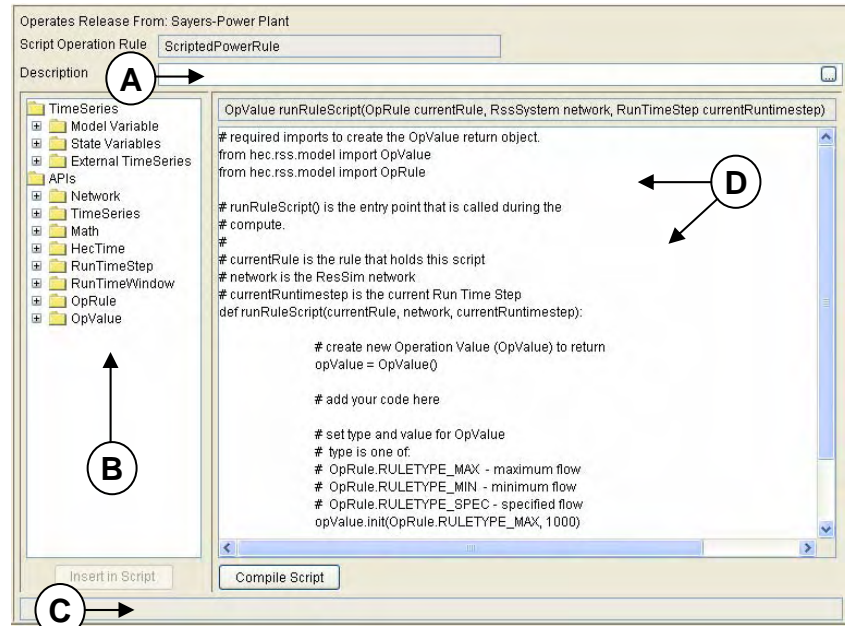 Operates Release From: Sayers-Power Plant
Script Operation Rule ScriptedPowerRule
Description
A
...
TimeSeries
Model Variable
State Variables
External TimeSeries
APIs
Network
TimeSeries
Math
HecTime
RunTimeStep
RunTimeWindow
OpRule
OpValue
B
Insert in Script
OpValue runRuleScript(OpRule currentRule, RssSystem network, RunTimeStep currentRuntimestep)
# required imports to create the OpValue return object.
from hec.rss.model import OpValue
from hec.rss.model import OpRule
D
# runRuleScript() is the entry point that is called during the
# compute.
#
# currentRule is the rule that holds this script
# network is the ResSim network
# currentRuntimestep is the current Run Time Step
def runRuleScript(currentRule, network, currentRuntimestep):
# create new Operation Value (OpValue) to return
opValue = OpValue()
# add your code here
# set type and value for OpValue
# type is one of:
# OpRule.RULETYPE_MAX - maximum flow
# OpRule.RULETYPE_MIN - minimum flow
# OpRule.RULETYPE_SPEC - specified flow
opValue.init(OpRule.RULETYPE_MAX, 1000)
Compile Script
C